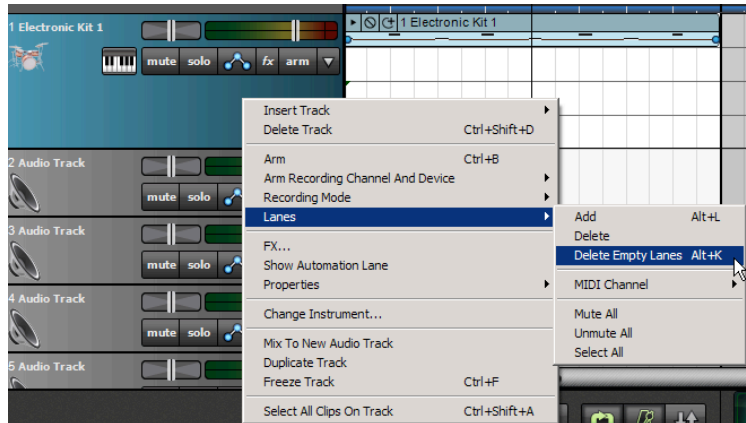 1 Electronic Kit 1
1 Electronic Kit 1
mute solo fx arm
Insert Track
Delete Track Ctrl+Shift+D
Arm Ctrl+B
Arm Recording Channel And Device
Recording Mode
Lanes
FX...
Show Automation Lane
Properties
Change Instrument...
Mix To New Audio Track
Duplicate Track
Freeze Track Ctrl+F
Select All Clips On Track Ctrl+Shift+A
Add Alt+L
Delete
Delete Empty Lanes Alt+K
MIDI Channel
Mute All
Unmute All
Select All
2 Audio Track
mute solo
3 Audio Track
mute solo
4 Audio Track
mute solo
5 Audio Track